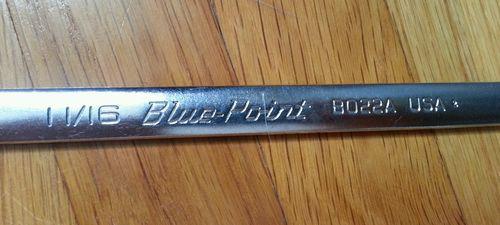 11/16 Blue-Point BO22A USA